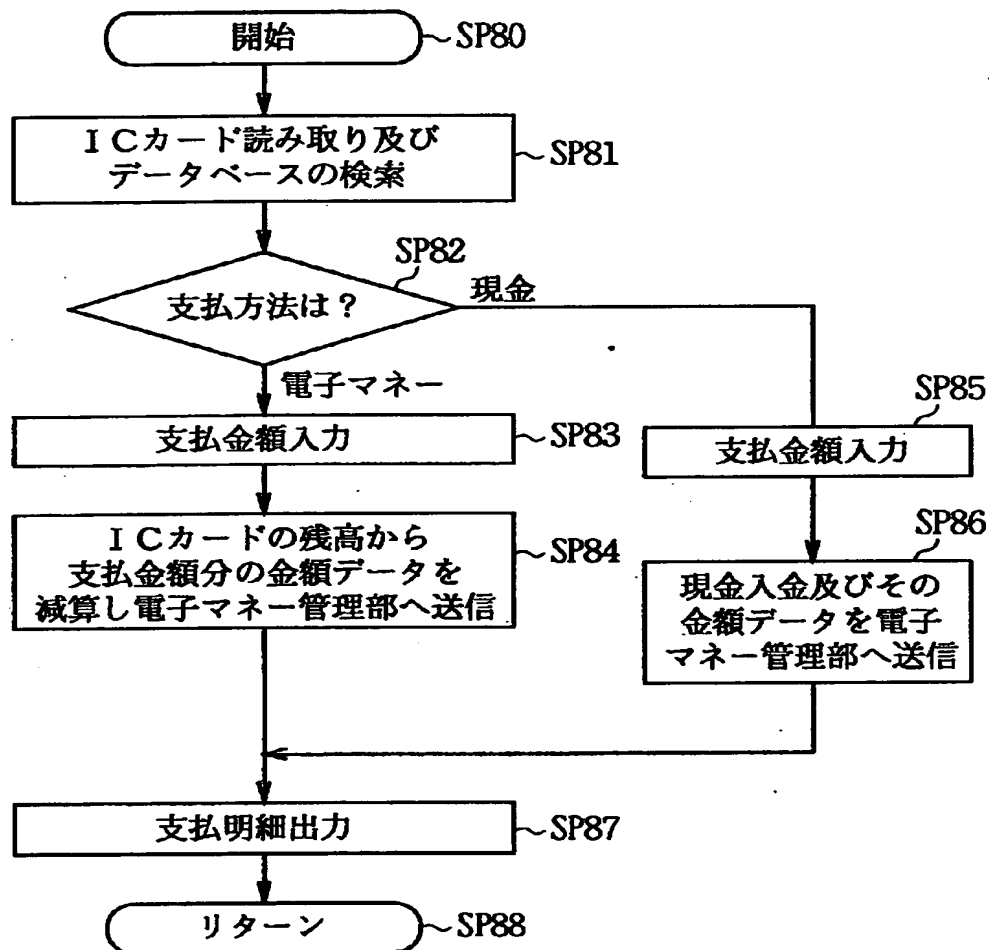 開始
SP80
ＩＣカード読み取り及び
データベースの検索
SP81
SP82
支払方法は？
現金
電子マネー
支払金額入力
SP83
SP85
支払金額入力
ＩＣカードの残高から
支払金額分の金額データを
減算し電子マネー管理部へ送信
SP84
SP86
現金入金及びその
金額データを電子
マネー管理部へ送信
支払明細出力
SP87
リターン
SP88